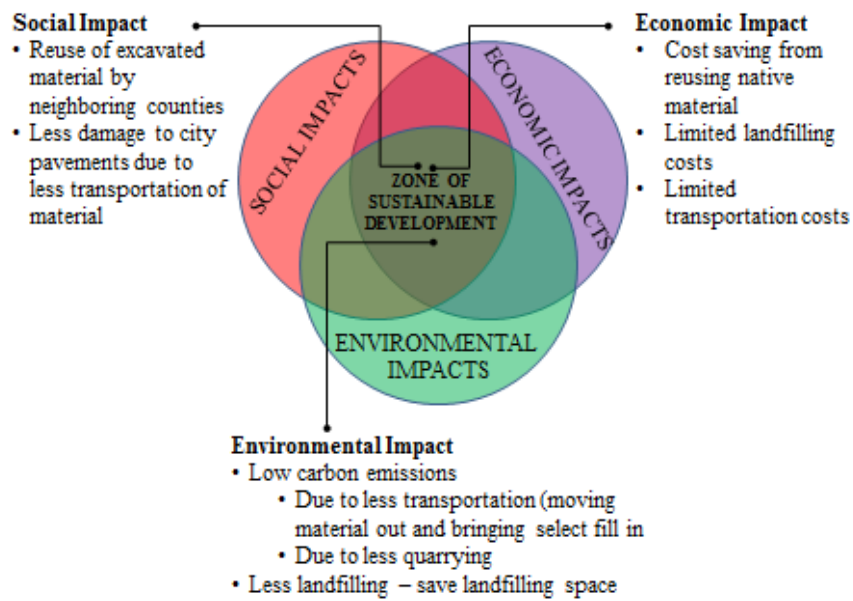 Social Impact
• Reuse of excavated
material by
neighboring counties
• Less damage to city
pavements due to
less transportation of
material
Economic Impact
• Cost saving from
reusing native
material
• Limited landfilling
costs
• Limited
transportation costs
SOCIAL IMPACTS
ECONOMIC IMPACTS
ZONE OF
SUSTAINABLE
DEVELOPMENT
ENVIRONMENTAL
IMPACTS
Environmental Impact
• Low carbon emissions
• Due to less transportation (moving
material out and bringing select fill in
• Due to less quarrying
• Less landfilling – save landfilling space